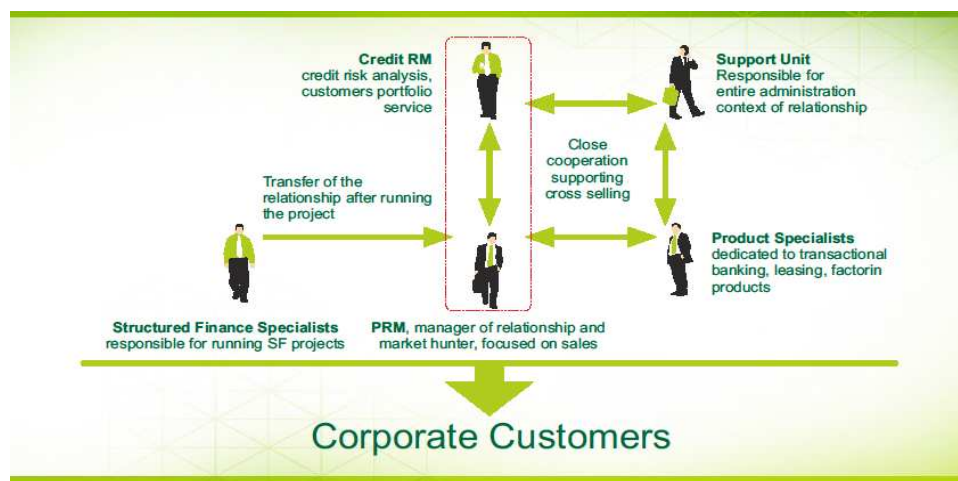 Credit RM
credit risk analysis,
customers portfolio
service
Support Unit
Responsible for
entire administration
context of relationship
Close
cooperation
supporting
cross selling
Transfer of the
relationship after running
the project
Product Specialists
dedicated to transactional
banking, leasing, factorin
products
Structured Finance Specialists
responsible for running SF projects
PRM, manager of relationship and
market hunter, focused on sales
Corporate Customers